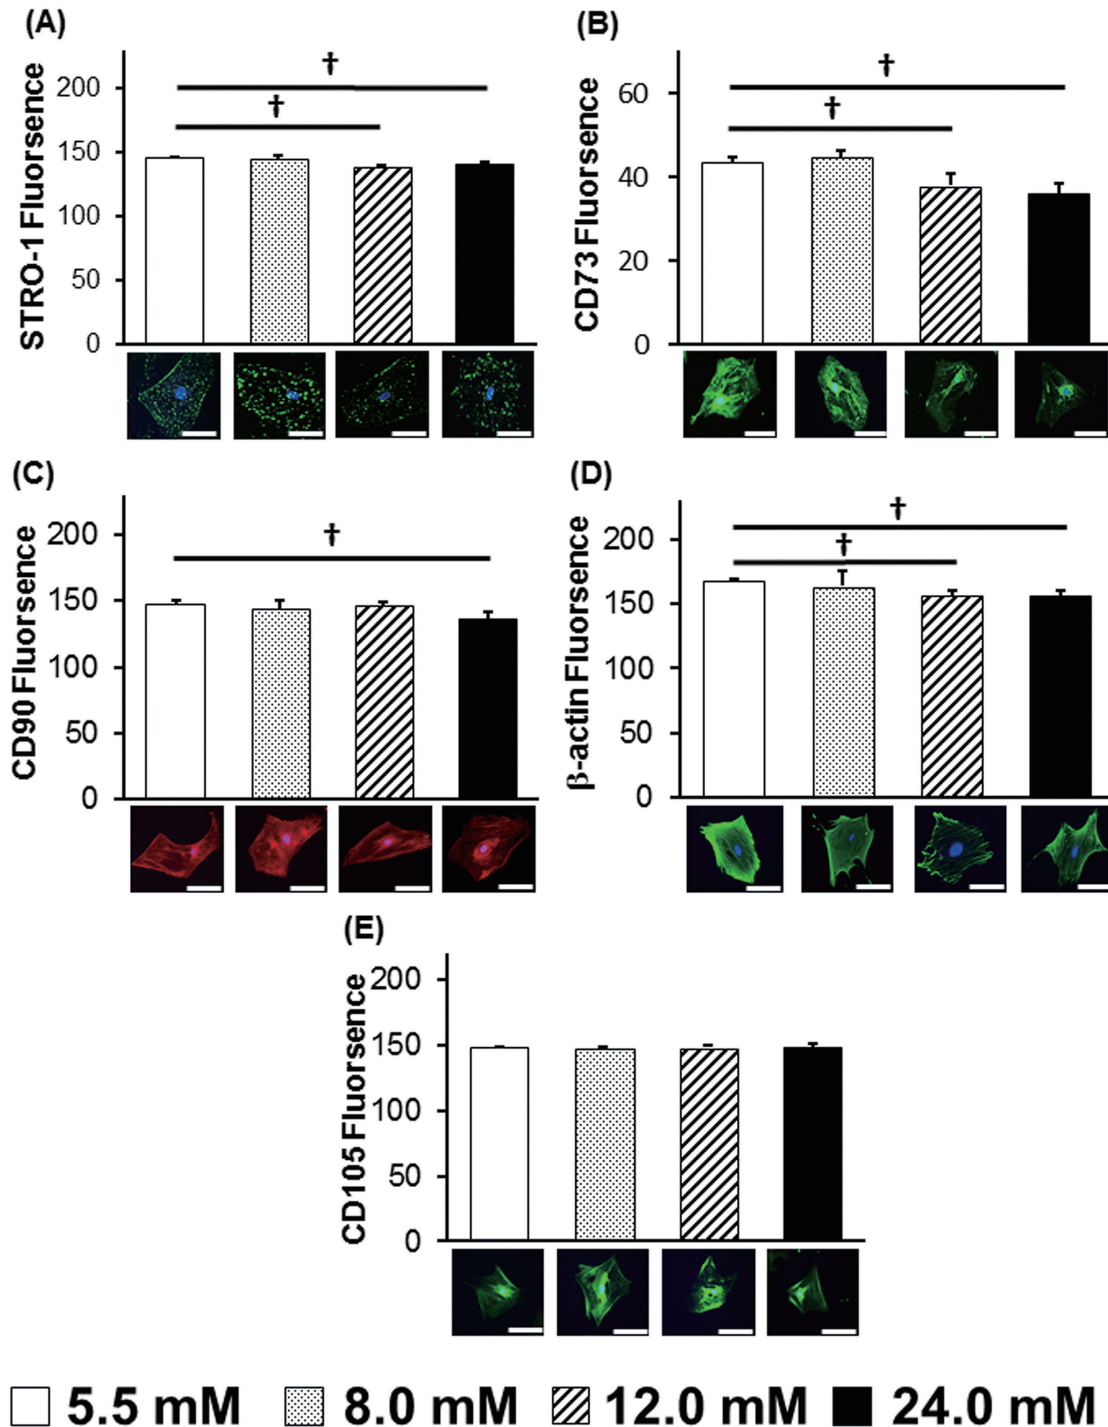 (A)
STRO-1 Fluorsence
200
150
100
50
0
†
†
(B)
CD73 Fluorsence
60
40
20
0
†
†
(C)
CD90 Fluorsence
200
150
100
50
0
†
(D)
β-actin Fluorsence
200
150
100
50
0
†
†
(E)
CD105 Fluorsence
200
150
100
50
0
5.5 mM 8.0 mM 12.0 mM 24.0 mM